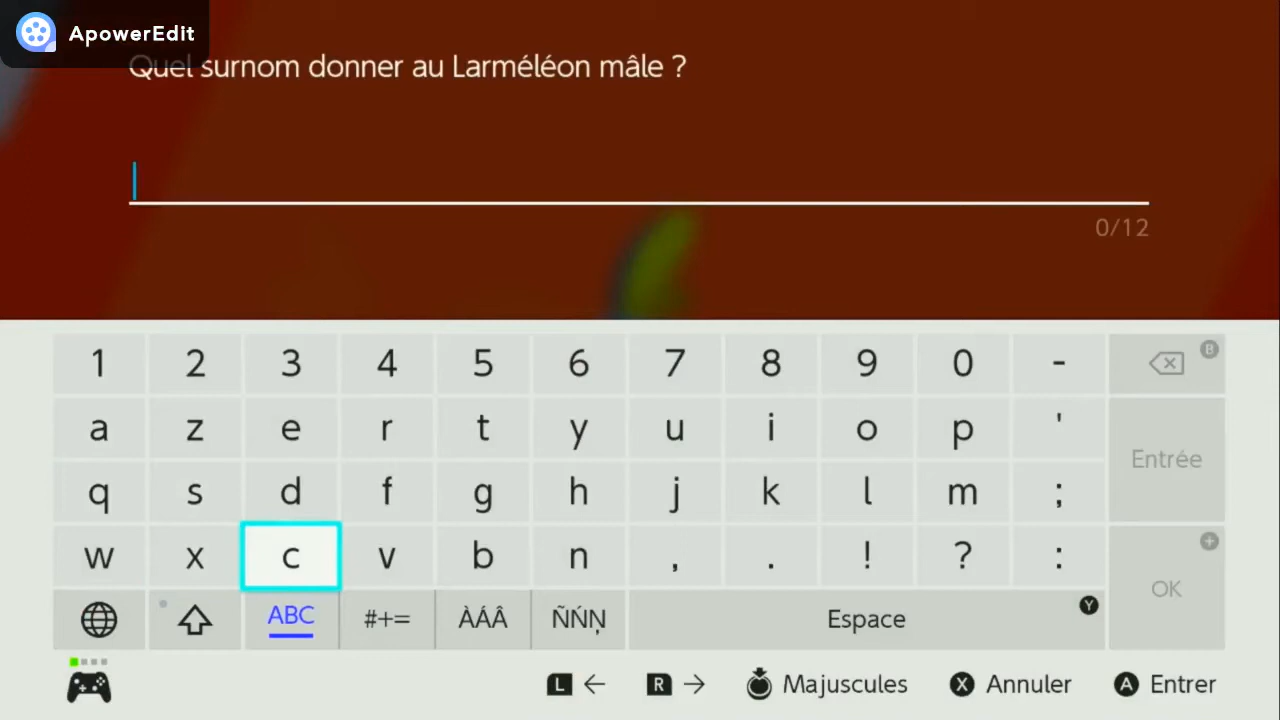 ApowerEdit
Quel surnom donner au Larméléon mâle ?
0/12
1 2 3 4 5 6 7 8 9 0 - B
a z e r t y u i o p '
Entrée
q s d f g h j k l m ;
w x c v b n , . ! ? : +
OK
ABC #+= ÀÁÂ ÑŃŅ Espace Y
L ← R → Majuscules X Annuler A Entrer